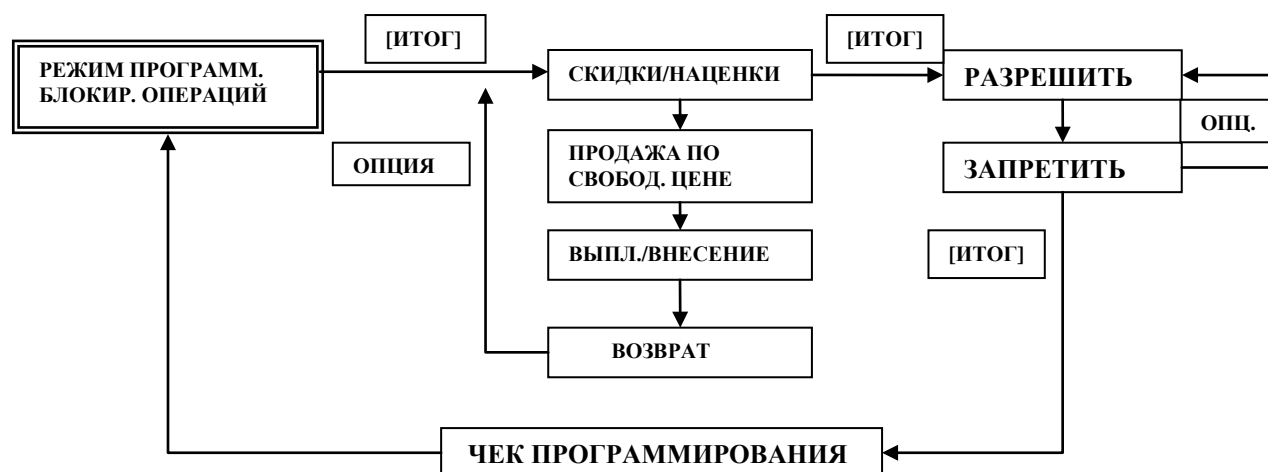 [ИТОГ]
[ИТОГ]
РЕЖИМ ПРОГРАММ.
БЛОКИР. ОПЕРАЦИЙ
СКИДКИ/НАЦЕНКИ
РАЗРЕШИТЬ
ОПЦ.
ОПЦИЯ
ПРОДАЖА ПО
СВОБОД. ЦЕНЕ
ЗАПРЕТИТЬ
ВЫПЛ./ВНЕСЕНИЕ
[ИТОГ]
ВОЗВРАТ
ЧЕК ПРОГРАММИРОВАНИЯ